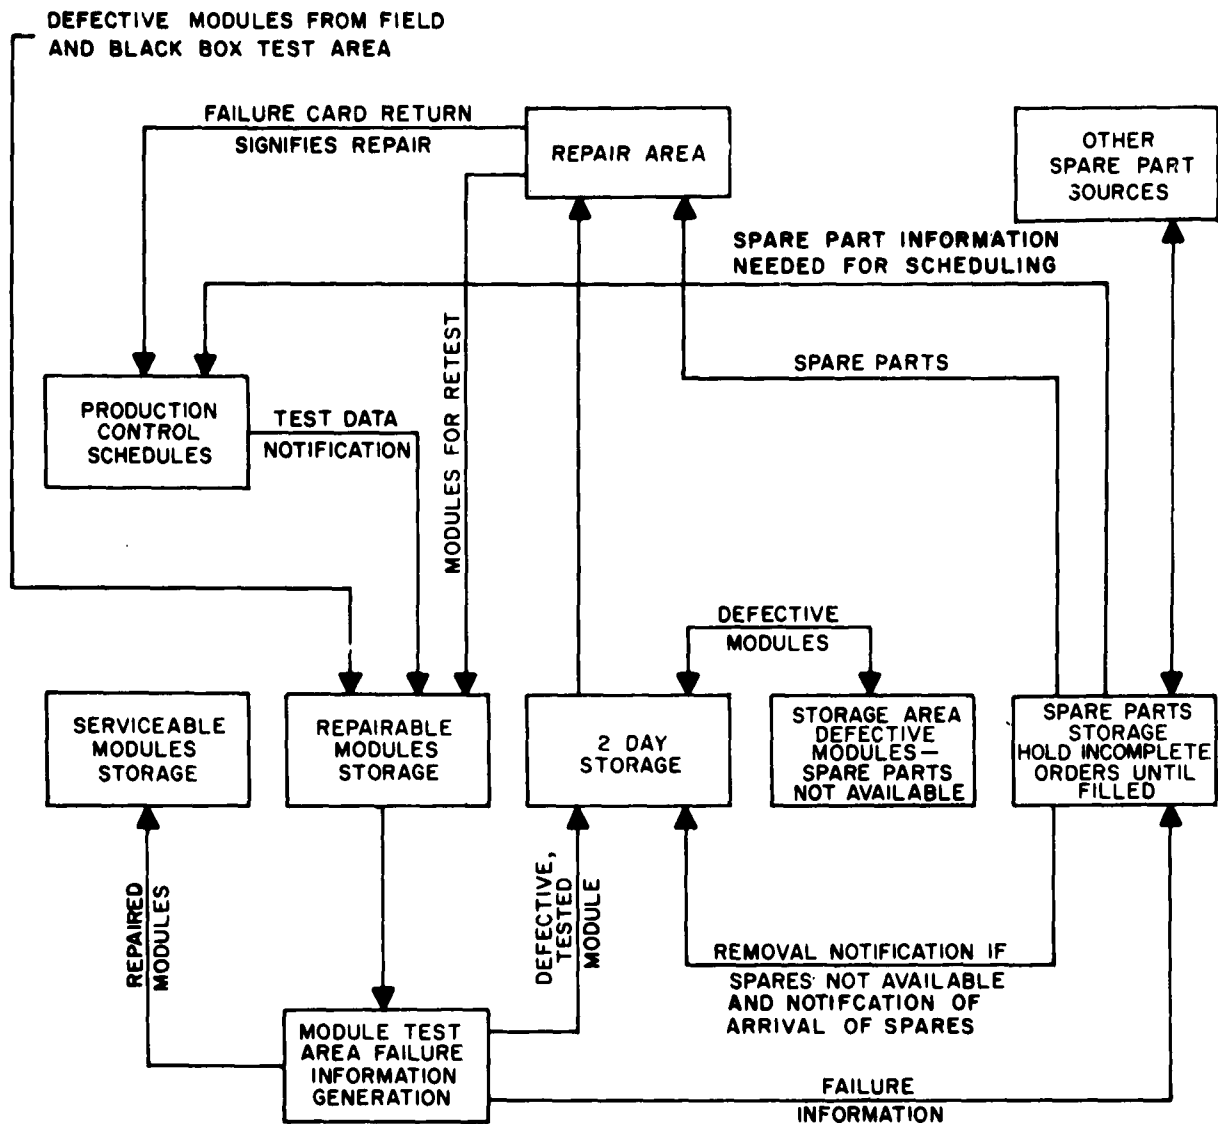 DEFECTIVE MODULES FROM FIELD
AND BLACK BOX TEST AREA
FAILURE CARD RETURN
SIGNIFIES REPAIR
REPAIR AREA
OTHER
SPARE PART
SOURCES
SPARE PART INFORMATION
NEEDED FOR SCHEDULING
SPARE PARTS
PRODUCTION
CONTROL
SCHEDULES
TEST DATA
NOTIFICATION
MODULES FOR RETEST
DEFECTIVE
MODULES
SERVICEABLE
MODULES
STORAGE
REPAIRABLE
MODULES
STORAGE
2 DAY
STORAGE
STORAGE AREA
DEFECTIVE
MODULES—
SPARE PARTS
NOT AVAILABLE
SPARE PARTS
STORAGE
HOLD INCOMPLETE
ORDERS UNTIL
FILLED
REPAIRED
MODULES
DEFECTIVE,
TESTED
MODULE
REMOVAL NOTIFICATION IF
SPARES NOT AVAILABLE
AND NOTIFCATION OF
ARRIVAL OF SPARES
MODULE TEST
AREA FAILURE
INFORMATION
GENERATION
FAILURE
INFORMATION